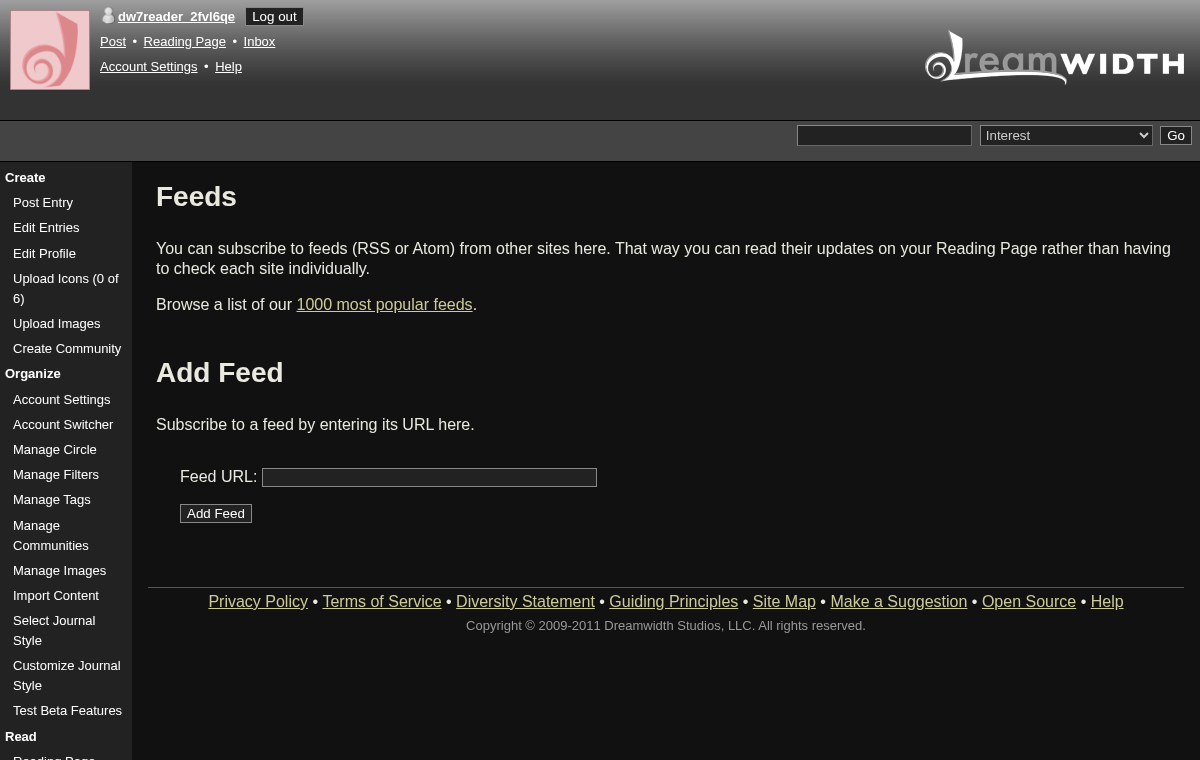 dw7reader_2fvl6qe Log out
Post • Reading Page • Inbox
Account Settings • Help
dreamwidth
Interest Go
Create
Post Entry
Edit Entries
Edit Profile
Upload Icons (0 of
6)
Upload Images
Create Community
Organize
Account Settings
Account Switcher
Manage Circle
Manage Filters
Manage Tags
Manage
Communities
Manage Images
Import Content
Select Journal
Style
Customize Journal
Style
Test Beta Features
Read
Reading Page
Feeds
You can subscribe to feeds (RSS or Atom) from other sites here. That way you can read their updates on your Reading Page rather than having
to check each site individually.
Browse a list of our 1000 most popular feeds.
Add Feed
Subscribe to a feed by entering its URL here.
Feed URL:
Add Feed
Privacy Policy • Terms of Service • Diversity Statement • Guiding Principles • Site Map • Make a Suggestion • Open Source • Help
Copyright © 2009-2011 Dreamwidth Studios, LLC. All rights reserved.